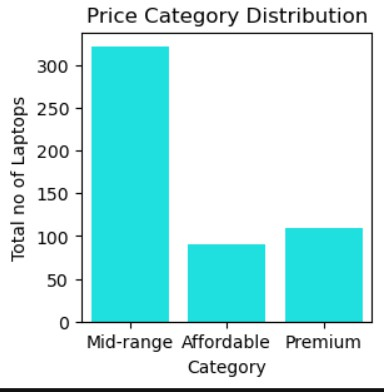 Price Category Distribution
Total no of Laptops
300
250
200
150
100
50
0
Mid-range Affordable Premium
Category